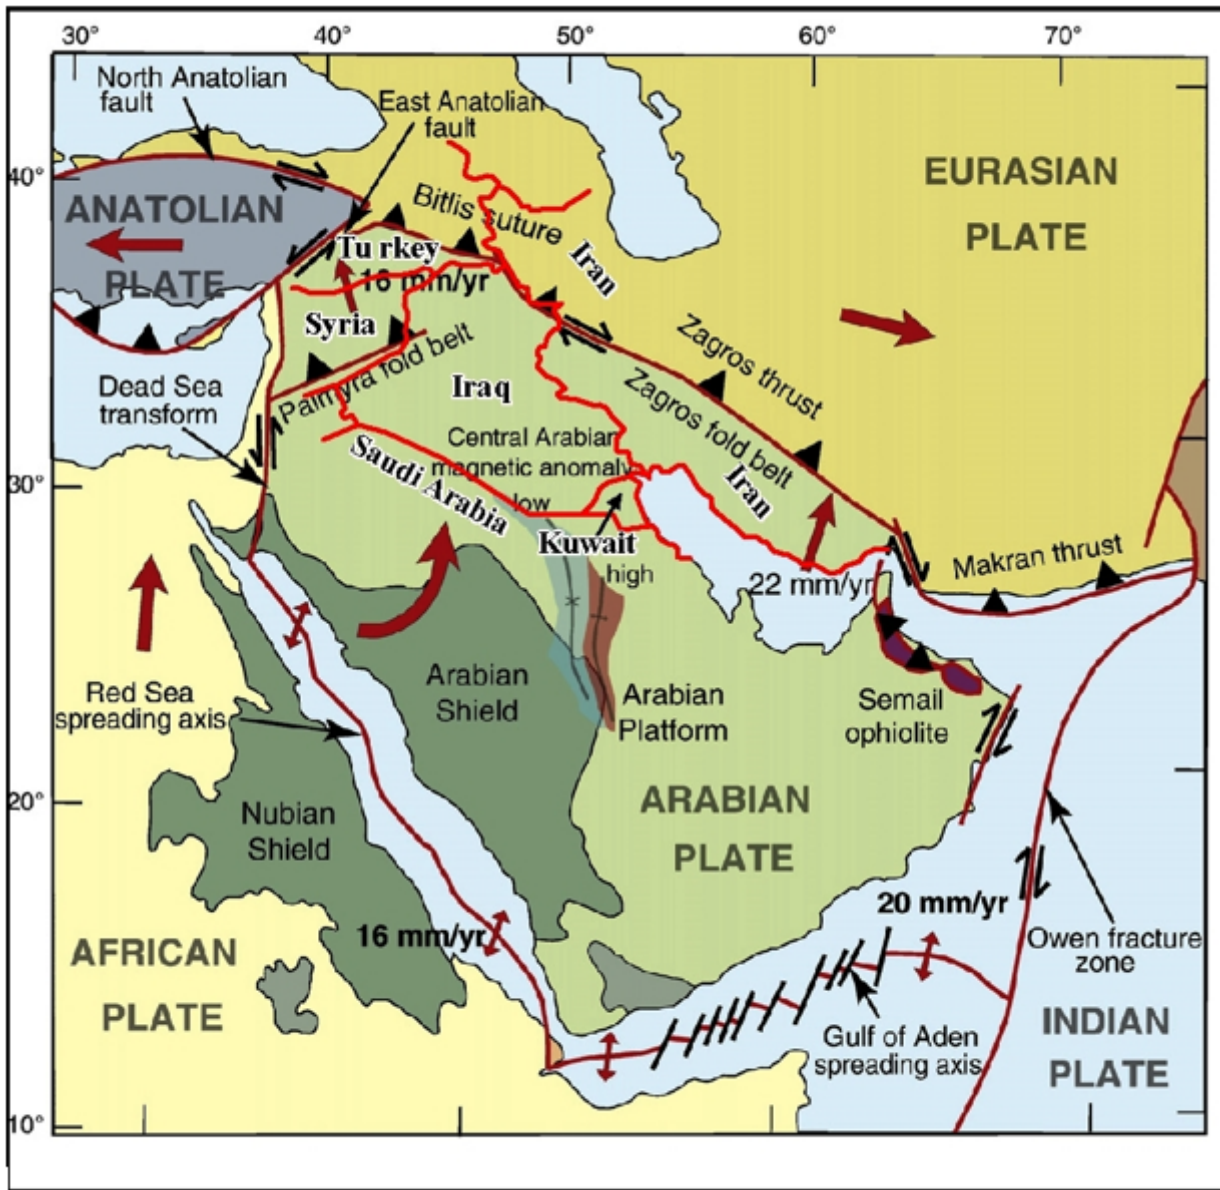 30°
40°
50°
60°
70°
North Anatolian
fault
East Anatolian
fault
40°
EURASIAN
PLATE
ANATOLIAN
PLATE
Bitlis suture
Tu rkey
16 mm/yr
Iran
Syria
Zagros thrust
Dead Sea
transform
Palmyra fold belt
Iraq
Zagros fold belt
Central Arabian
magnetic anomaly
low
Saudi Arabia
Iran
30°
Kuwait
high
22 mm/yr
Makran thrust
Red Sea
spreading axis
Arabian
Shield
Arabian
Platform
Semail
ophiolite
20°
Nubian
Shield
ARABIAN
PLATE
16 mm/yr
20 mm/yr
Owen fracture
zone
AFRICAN
PLATE
Gulf of Aden
spreading axis
INDIAN
PLATE
10°